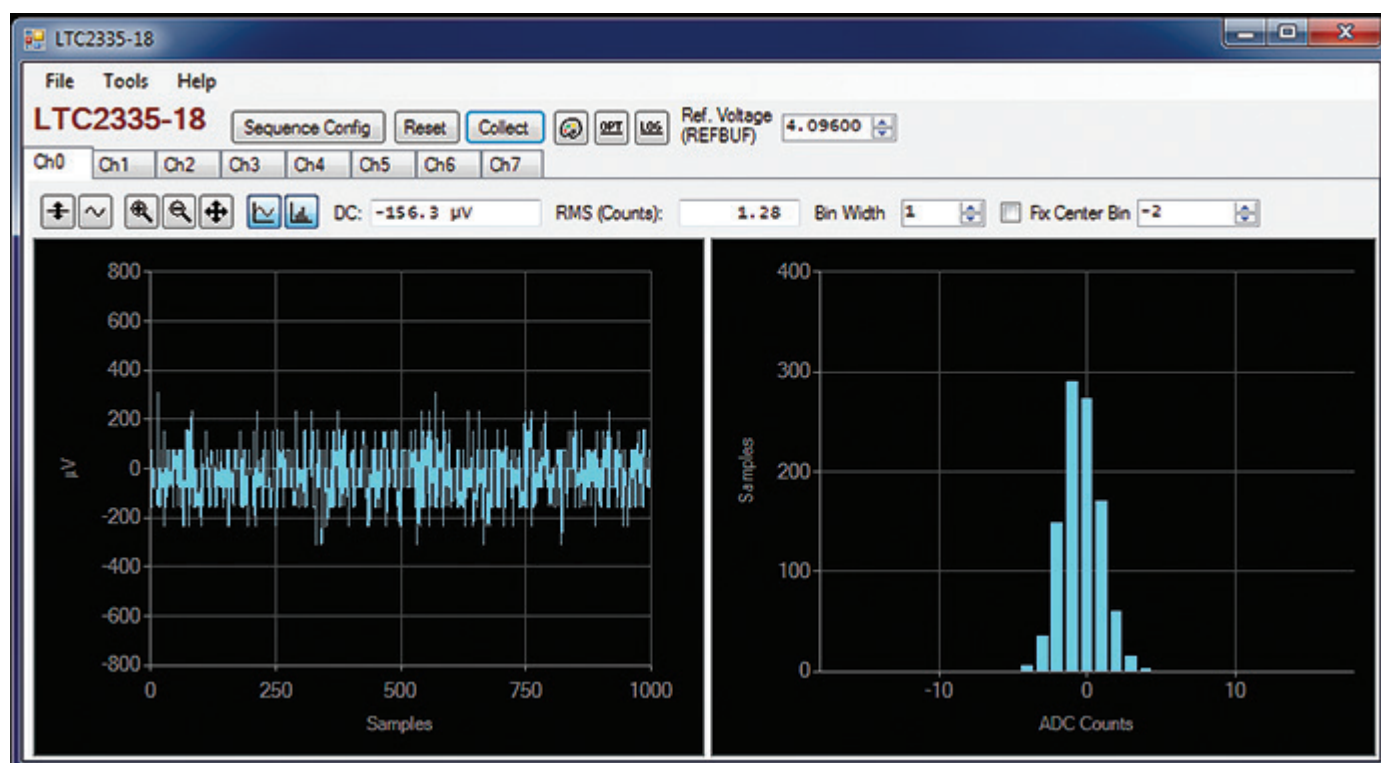 LTC2335-18
File Tools Help
LTC2335-18 Sequence Config Reset Collect OPT LOG Ref. Voltage (REFBUF) 4.09600
Ch0 Ch1 Ch2 Ch3 Ch4 Ch5 Ch6 Ch7
DC: -156.3 µV RMS (Counts): 1.28 Bin Width 1 Fix Center Bin -2
800
600
400
200
0
-200
-400
-600
-800
µV
0 250 500 750 1000
Samples
400
300
200
100
0
Samples
-10 0 10
ADC Counts